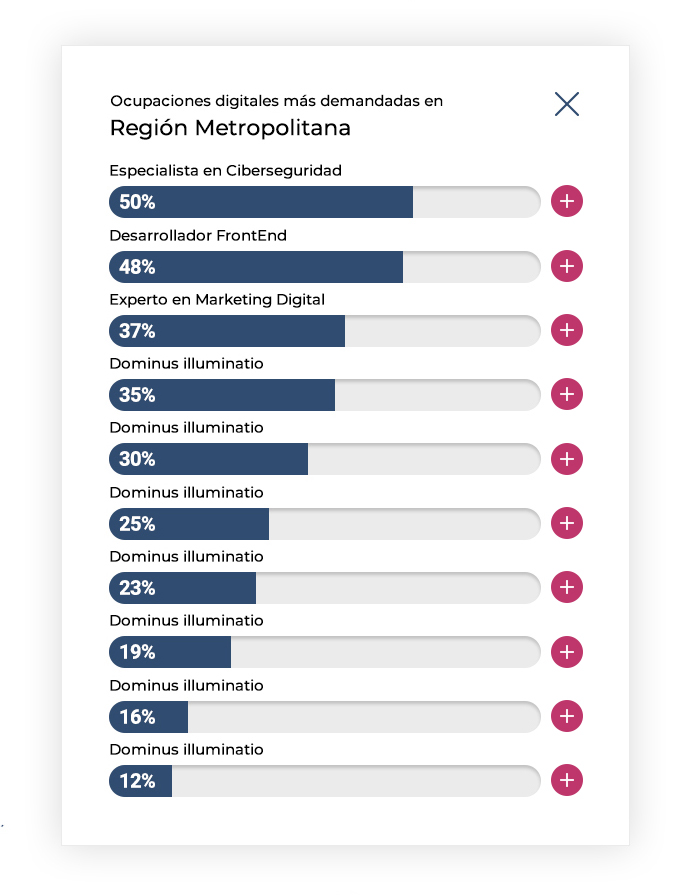 Ocupaciones digitales más demandadas en
Región Metropolitana
Especialista en Ciberseguridad
50%
Desarrollador FrontEnd
48%
Experto en Marketing Digital
37%
Dominus illuminatio
35%
Dominus illuminatio
30%
Dominus illuminatio
25%
Dominus illuminatio
23%
Dominus illuminatio
19%
Dominus illuminatio
16%
Dominus illuminatio
12%